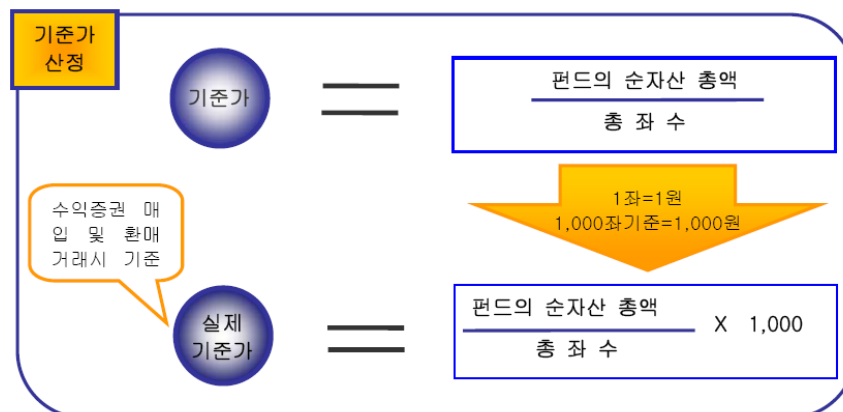 기준가
산정
기준가
펀드의 순자산 총액
총 좌 수
1좌=1원
1,000좌기준=1,000원
수익증권 매
입 및 환매
거래시 기준
실제
기준가
펀드의 순자산 총액
총 좌 수
X 1,000